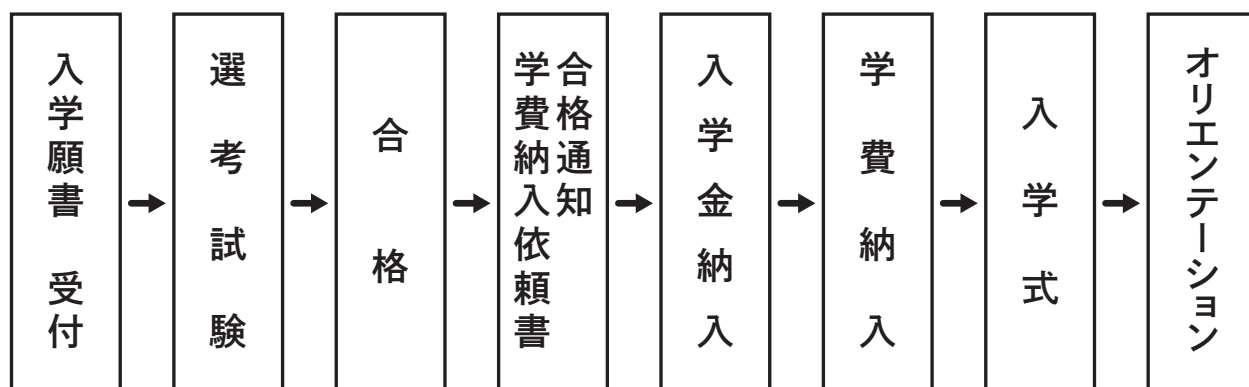 入学願書 受付
選考試験
合格
合格通知
学費納入依頼書
入学金納入
学費納入
入学式
オリエンテーション